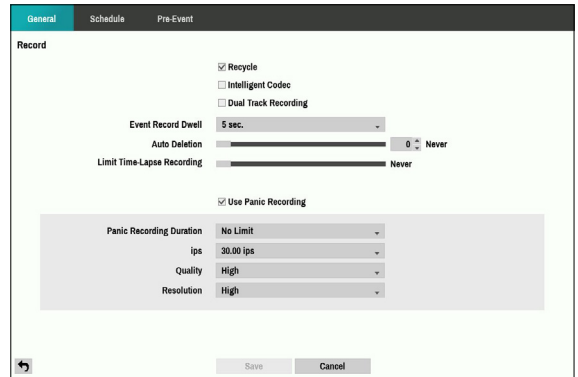 General Schedule Pre-Event
Record
Recycle
Intelligent Codec
Dual Track Recording
Event Record Dwell 5 sec.
Auto Deletion 0 Never
Limit Time-Lapse Recording Never
Use Panic Recording
Panic Recording Duration No Limit
ips 30.00 ips
Quality High
Resolution High
Save Cancel